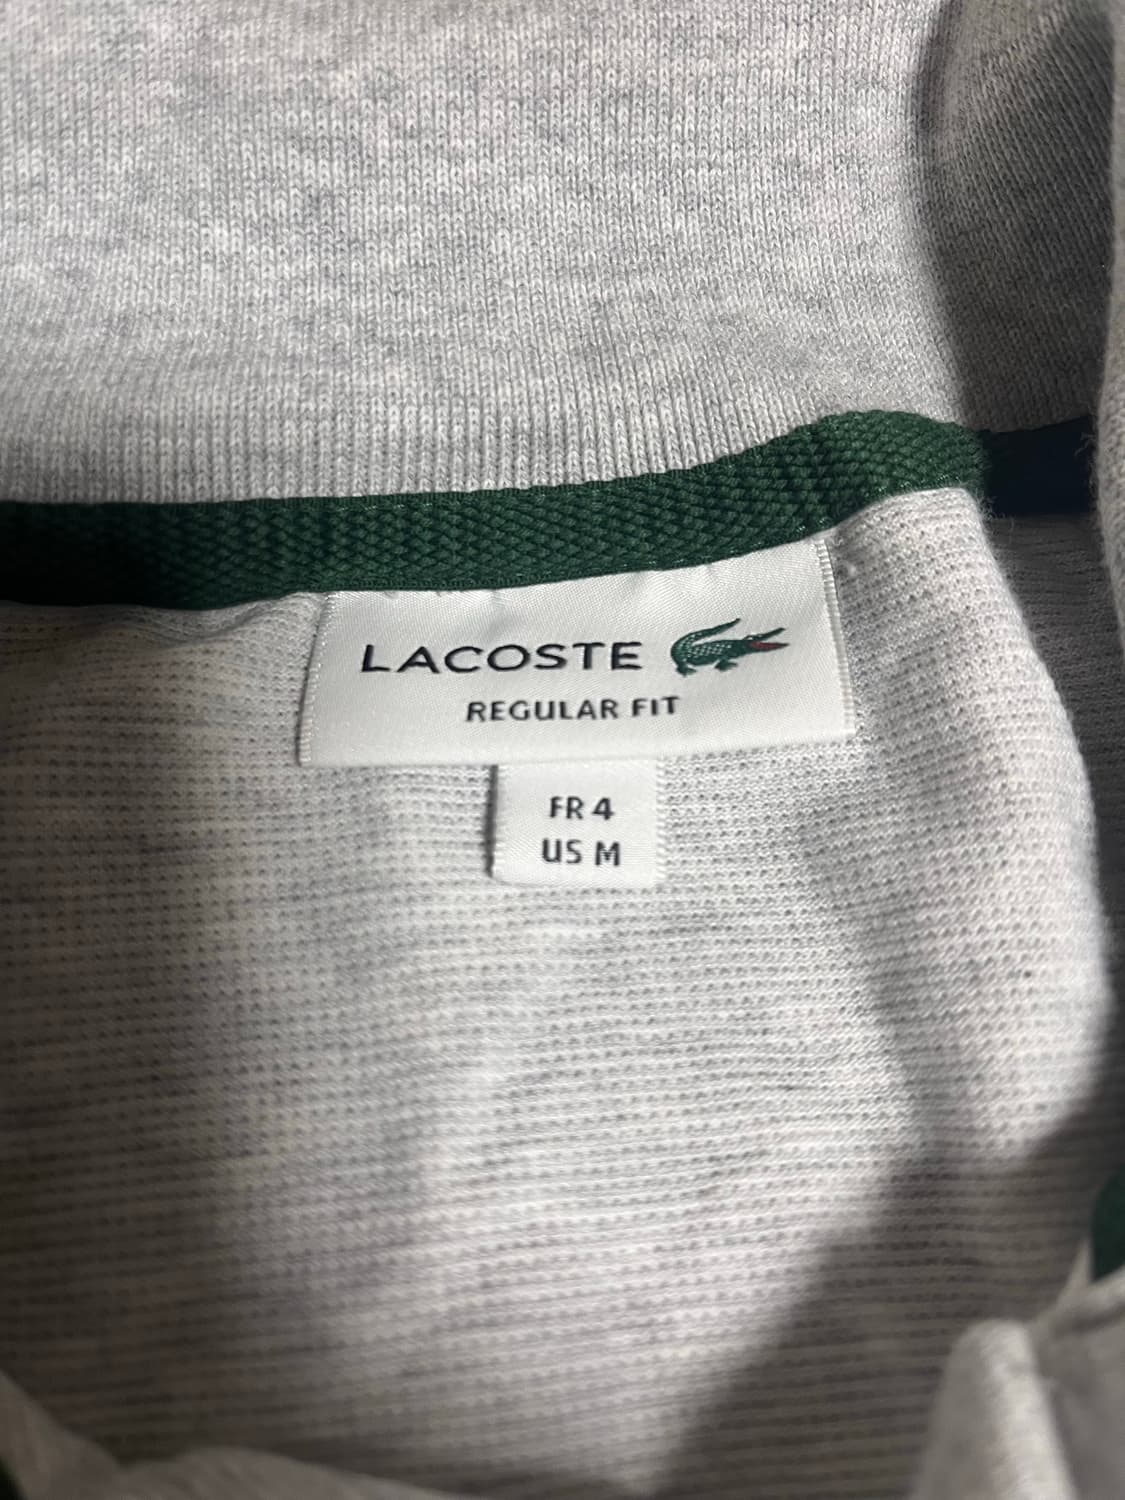 LACOSTE
REGULAR FIT
FR 4
US M